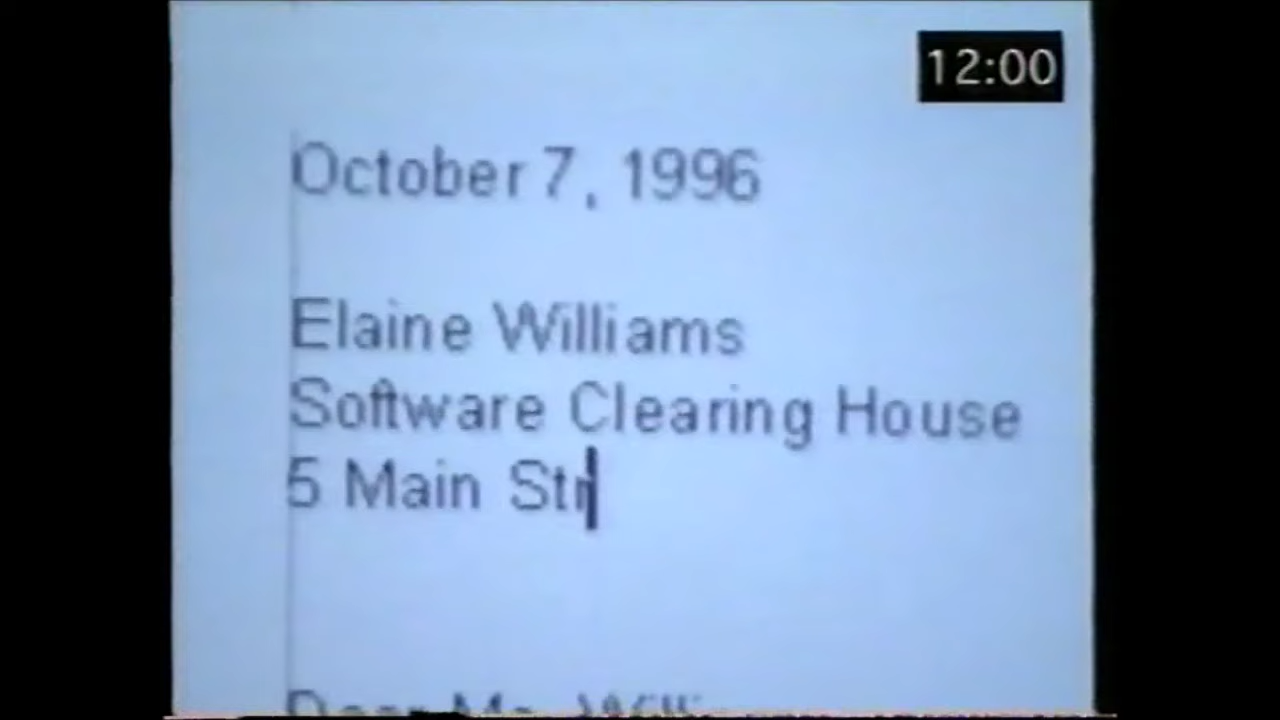 12:00
October 7, 1996
Elaine Williams
Software Clearing House
5 Main Str